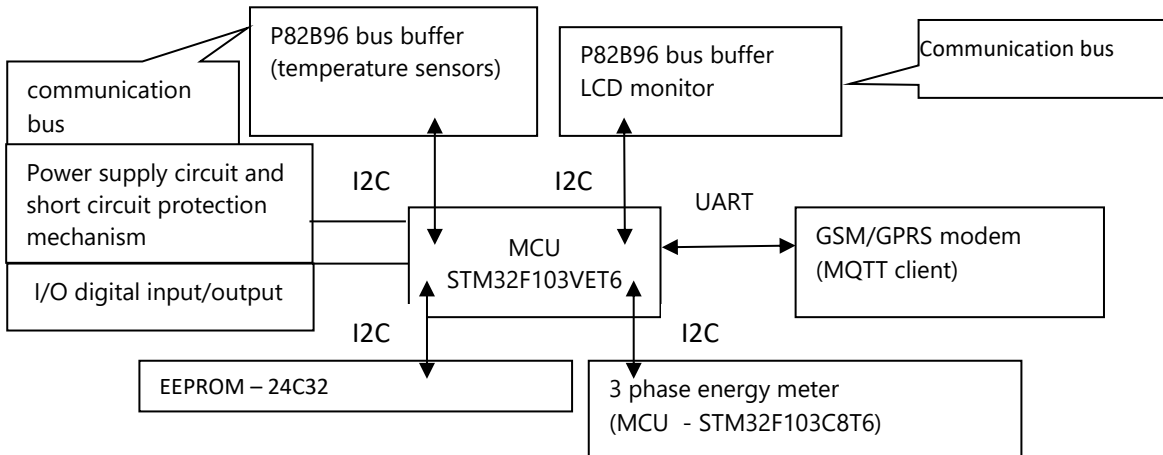 P82B96 bus buffer
(temperature sensors)
P82B96 bus buffer
LCD monitor
Communication bus
communication
bus
Power supply circuit and
short circuit protection
mechanism
I2C
I2C
UART
MCU
STM32F103VET6
GSM/GPRS modem
(MQTT client)
I/O digital input/output
I2C
I2C
EEPROM – 24C32
3 phase energy meter
(MCU - STM32F103C8T6)